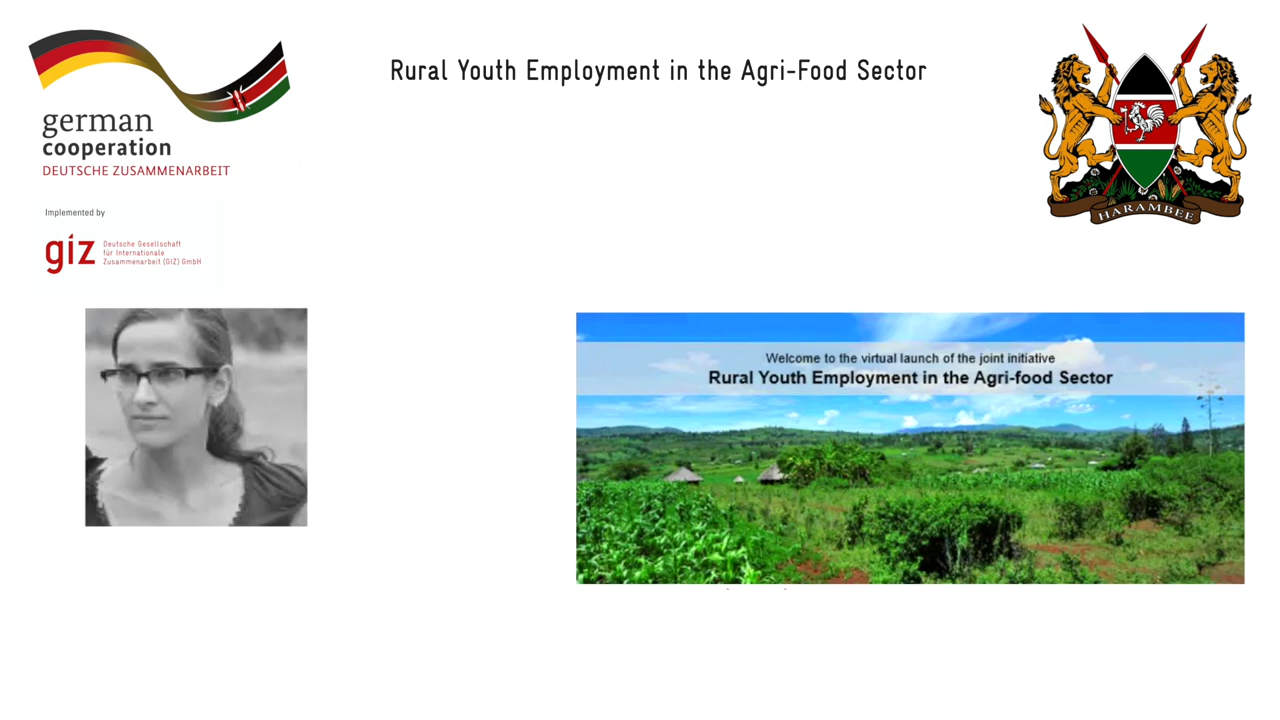 Rural Youth Employment in the Agri-Food Sector
german
cooperation
DEUTSCHE ZUSAMMENARBEIT
HARAMBEE
Implemented by
giz
Deutsche Gesellschaft
für Internationale
Zusammenarbeit (GIZ) GmbH
Welcome to the virtual launch of the joint initiative
Rural Youth Employment in the Agri-food Sector